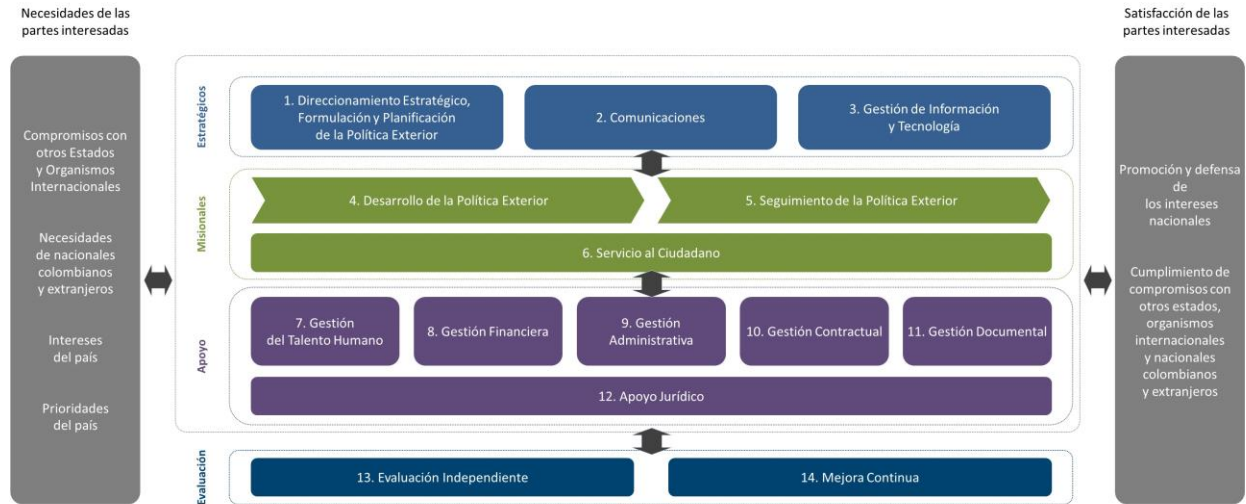 Necesidades de las
partes interesadas
Satisfacción de las
partes interesadas
Compromisos con
otros Estados
y Organismos
Internacionales
Necesidades
de nacionales
colombianos
y extranjeros
Intereses
del país
Prioridades
del país
Estratégicos
1. Direccionamiento Estratégico,
Formulación y Planificación
de la Política Exterior
2. Comunicaciones
3. Gestión de Información
y Tecnología
Misionales
4. Desarrollo de la Política Exterior
5. Seguimiento de la Política Exterior
6. Servicio al Ciudadano
Apoyo
7. Gestión
del Talento Humano
8. Gestión Financiera
9. Gestión
Administrativa
10. Gestión Contractual
11. Gestión Documental
12. Apoyo Jurídico
Evaluación
13. Evaluación Independiente
14. Mejora Continua
Promoción y defensa
de
los intereses
nacionales
Cumplimiento de
compromisos con
otros estados,
organismos
internacionales
y nacionales
colombianos
y extranjeros